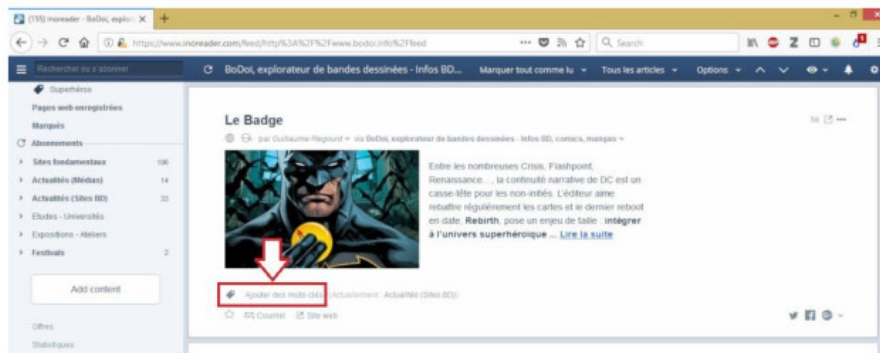 (155) Inoreader - BoDoï, explor
https://www.inoreader.com/feed/http%3A%2F%2Fwww.bodoi.info%2Ffeed
Search
Rechercher ou s'abonner
BoDoï, explorateur de bandes dessinées - Infos BD...
Marquer tout comme lu
Tous les articles
Options
Superhéros
Pages web enregistrées
Marqués
Abonnements
Sites fondamentaux 106
Actualités (Médias) 14
Actualités (Sites BD) 33
Etudes - Universités
Expositions - Ateliers
Festivals 2
Add content
Offres
Statistiques
Le Badge
par Guillaume Regourd via BoDoï, explorateur de bandes dessinées - Infos BD, comics, mangas
Entre les nombreuses Crisis, Flashpoint,
Renaissance..., la continuité narrative de DC est un
casse-tête pour les non-initiés. L'éditeur aime
rebattre régulièrement les cartes et le dernier reboot
en date, Rebirth, pose un enjeu de taille : intégrer
à l'univers superhéroïque ... Lire la suite
Ajouter des mots-clés (Actuellement : Actualités (Sites BD))
Courriel Site web